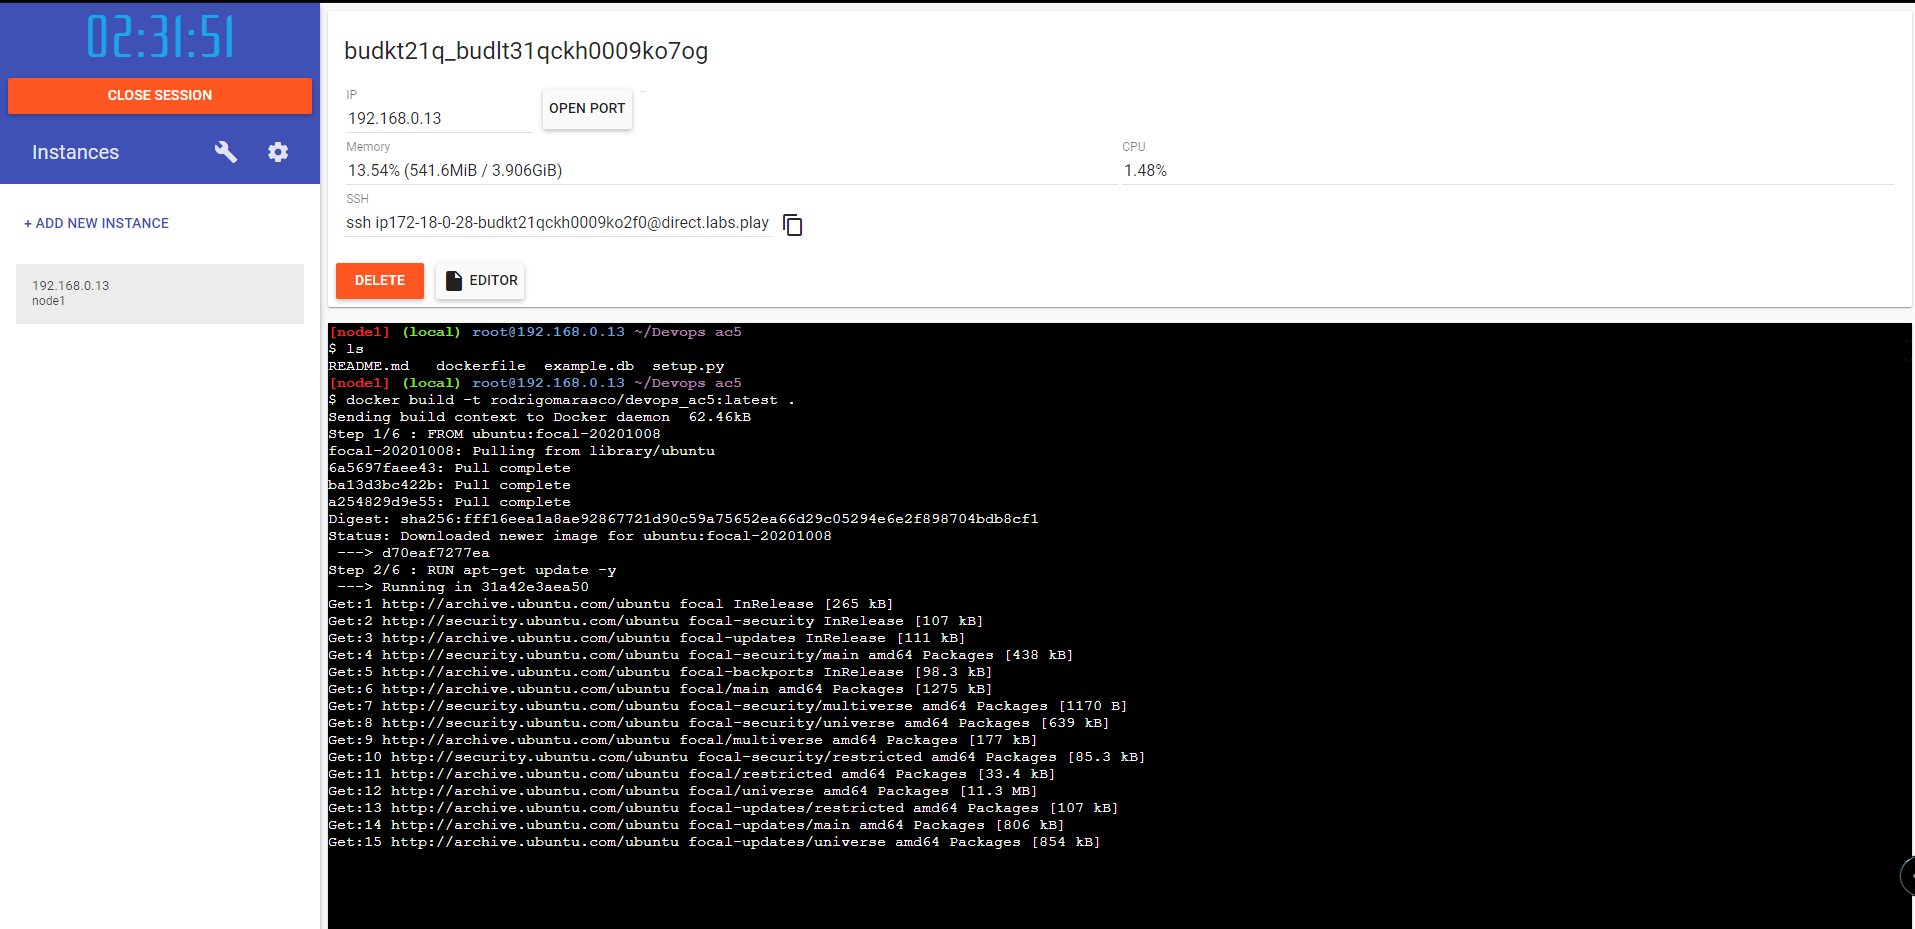 02:31:51
CLOSE SESSION
Instances
+ ADD NEW INSTANCE
192.168.0.13
node1
budkt21q_budlt31qckh0009ko7og
IP
192.168.0.13
OPEN PORT
Memory
13.54% (541.6MiB / 3.906GiB)
CPU
1.48%
SSH
ssh ip172-18-0-28-budkt21qckh0009ko2f0@direct.labs.play
DELETE
EDITOR
[node1] (local) root@192.168.0.13 ~/Devops_ac5
$ ls
README.md   dockerfile  example.db  setup.py
[node1] (local) root@192.168.0.13 ~/Devops_ac5
$ docker build -t rodrigomarasco/devops_ac5:latest .
Sending build context to Docker daemon  62.46kB
Step 1/6 : FROM ubuntu:focal-20201008
focal-20201008: Pulling from library/ubuntu
6a5697faee43: Pull complete
ba13d3bc422b: Pull complete
a254829d9e55: Pull complete
Digest: sha256:fff16eea1a8ae92867721d90c59a75652ea66d29c05294e6e2f898704bdb8cf1
Status: Downloaded newer image for ubuntu:focal-20201008
 ---> d70eaf7277ea
Step 2/6 : RUN apt-get update -y
 ---> Running in 31a42e3aea50
Get:1 http://archive.ubuntu.com/ubuntu focal InRelease [265 kB]
Get:2 http://security.ubuntu.com/ubuntu focal-security InRelease [107 kB]
Get:3 http://archive.ubuntu.com/ubuntu focal-updates InRelease [111 kB]
Get:4 http://security.ubuntu.com/ubuntu focal-security/main amd64 Packages [438 kB]
Get:5 http://archive.ubuntu.com/ubuntu focal-backports InRelease [98.3 kB]
Get:6 http://archive.ubuntu.com/ubuntu focal/main amd64 Packages [1275 kB]
Get:7 http://security.ubuntu.com/ubuntu focal-security/multiverse amd64 Packages [1170 B]
Get:8 http://security.ubuntu.com/ubuntu focal-security/universe amd64 Packages [639 kB]
Get:9 http://archive.ubuntu.com/ubuntu focal/multiverse amd64 Packages [177 kB]
Get:10 http://security.ubuntu.com/ubuntu focal-security/restricted amd64 Packages [85.3 kB]
Get:11 http://archive.ubuntu.com/ubuntu focal/restricted amd64 Packages [33.4 kB]
Get:12 http://archive.ubuntu.com/ubuntu focal/universe amd64 Packages [11.3 MB]
Get:13 http://archive.ubuntu.com/ubuntu focal-updates/restricted amd64 Packages [107 kB]
Get:14 http://archive.ubuntu.com/ubuntu focal-updates/main amd64 Packages [806 kB]
Get:15 http://archive.ubuntu.com/ubuntu focal-updates/universe amd64 Packages [854 kB]